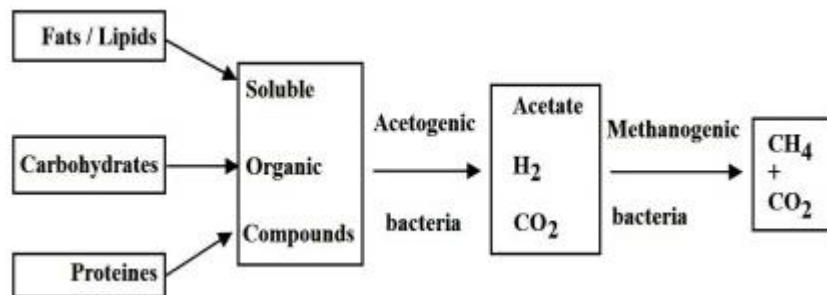 Fats / Lipids
Carbohydrates
Proteines
Soluble
Organic
Compounds
Acetogenic
bacteria
Acetate
H2
CO2
Methanogenic
bacteria
CH4
+
CO2